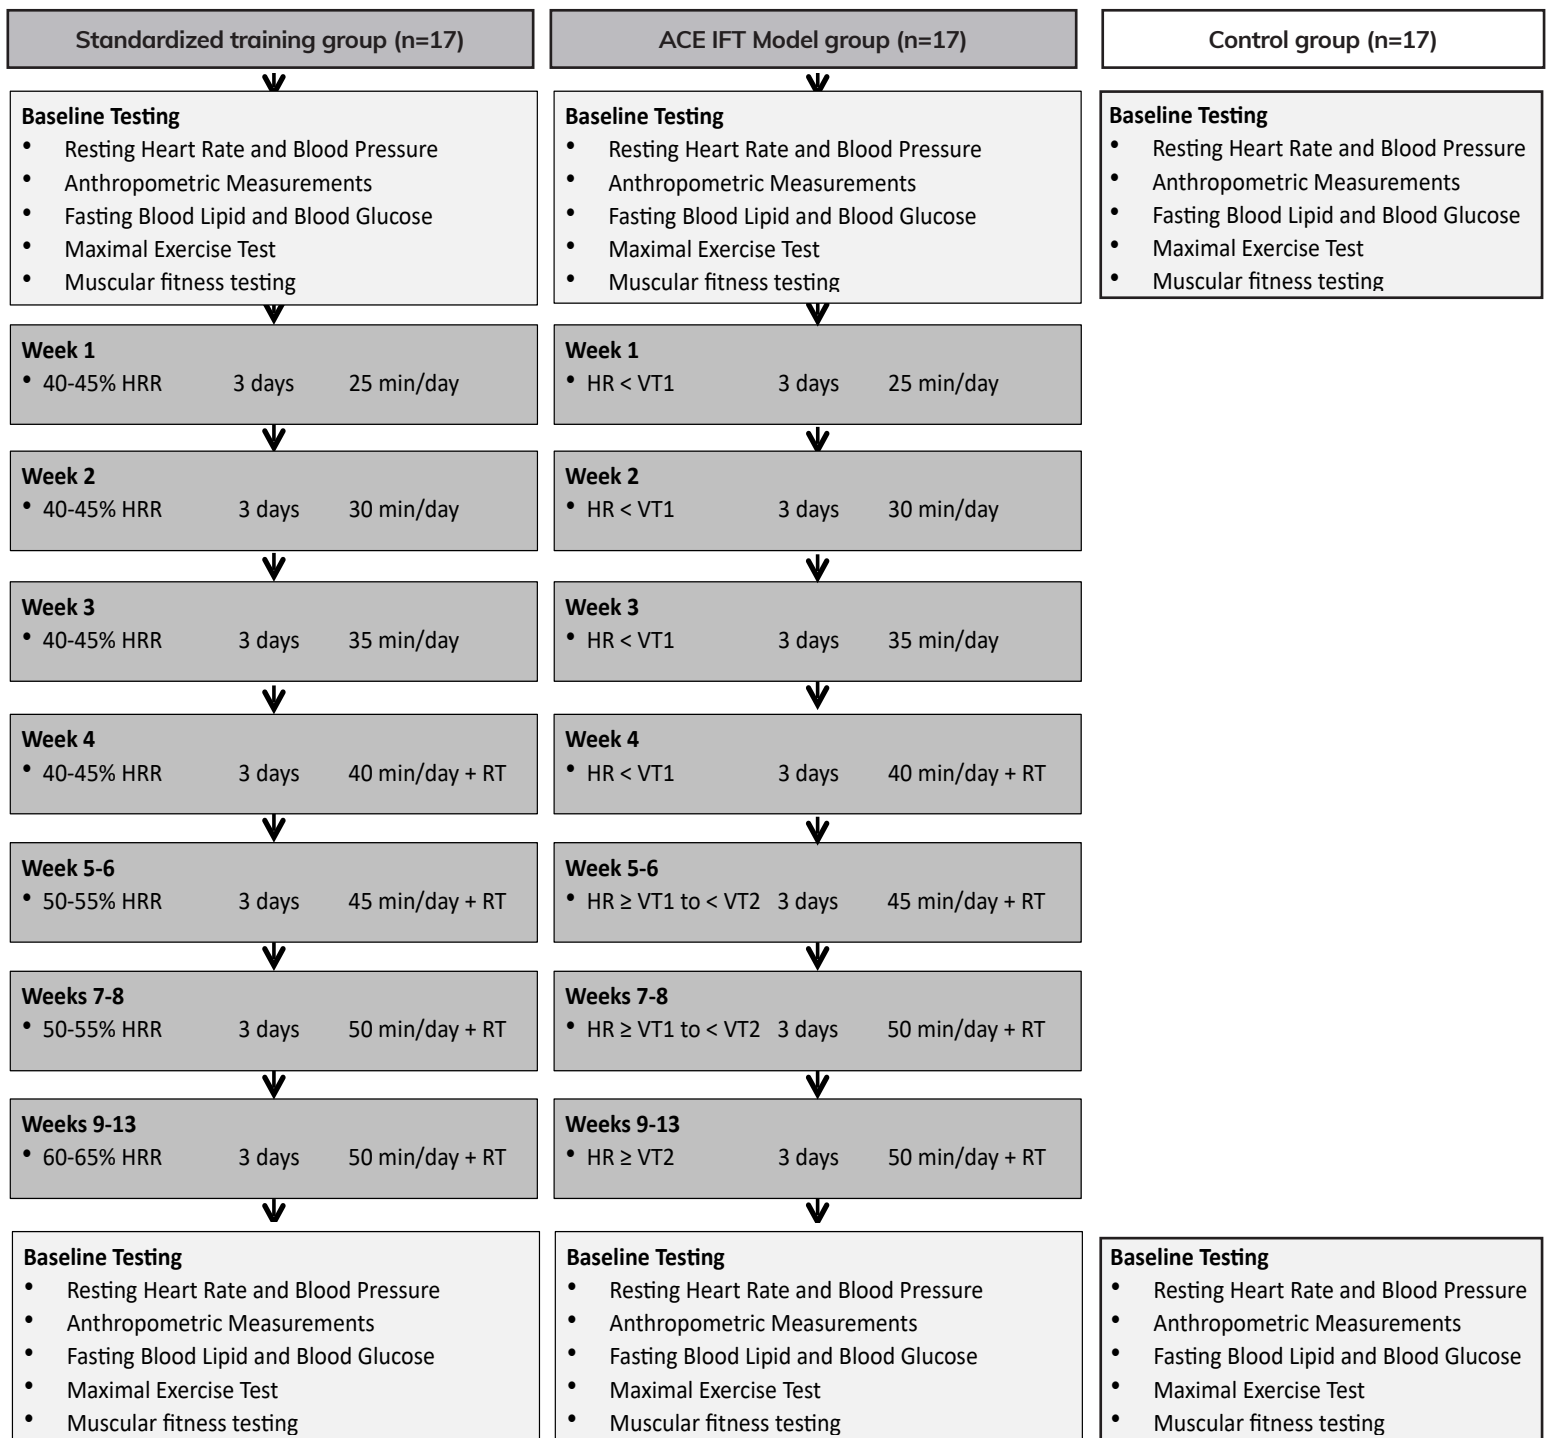 Standardized training group (n=17)
Baseline Testing
• Resting Heart Rate and Blood Pressure
• Anthropometric Measurements
• Fasting Blood Lipid and Blood Glucose
• Maximal Exercise Test
• Muscular fitness testing
Week 1
• 40-45% HRR 3 days 25 min/day
Week 2
• 40-45% HRR 3 days 30 min/day
Week 3
• 40-45% HRR 3 days 35 min/day
Week 4
• 40-45% HRR 3 days 40 min/day + RT
Week 5-6
• 50-55% HRR 3 days 45 min/day + RT
Weeks 7-8
• 50-55% HRR 3 days 50 min/day + RT
Weeks 9-13
• 60-65% HRR 3 days 50 min/day + RT
Baseline Testing
• Resting Heart Rate and Blood Pressure
• Anthropometric Measurements
• Fasting Blood Lipid and Blood Glucose
• Maximal Exercise Test
• Muscular fitness testing
ACE IFT Model group (n=17)
Baseline Testing
• Resting Heart Rate and Blood Pressure
• Anthropometric Measurements
• Fasting Blood Lipid and Blood Glucose
• Maximal Exercise Test
• Muscular fitness testing
Week 1
• HR < VT1 3 days 25 min/day
Week 2
• HR < VT1 3 days 30 min/day
Week 3
• HR < VT1 3 days 35 min/day
Week 4
• HR < VT1 3 days 40 min/day + RT
Week 5-6
• HR ≥ VT1 to < VT2 3 days 45 min/day + RT
Weeks 7-8
• HR ≥ VT1 to < VT2 3 days 50 min/day + RT
Weeks 9-13
• HR ≥ VT2 3 days 50 min/day + RT
Baseline Testing
• Resting Heart Rate and Blood Pressure
• Anthropometric Measurements
• Fasting Blood Lipid and Blood Glucose
• Maximal Exercise Test
• Muscular fitness testing
Control group (n=17)
Baseline Testing
• Resting Heart Rate and Blood Pressure
• Anthropometric Measurements
• Fasting Blood Lipid and Blood Glucose
• Maximal Exercise Test
• Muscular fitness testing
Baseline Testing
• Resting Heart Rate and Blood Pressure
• Anthropometric Measurements
• Fasting Blood Lipid and Blood Glucose
• Maximal Exercise Test
• Muscular fitness testing